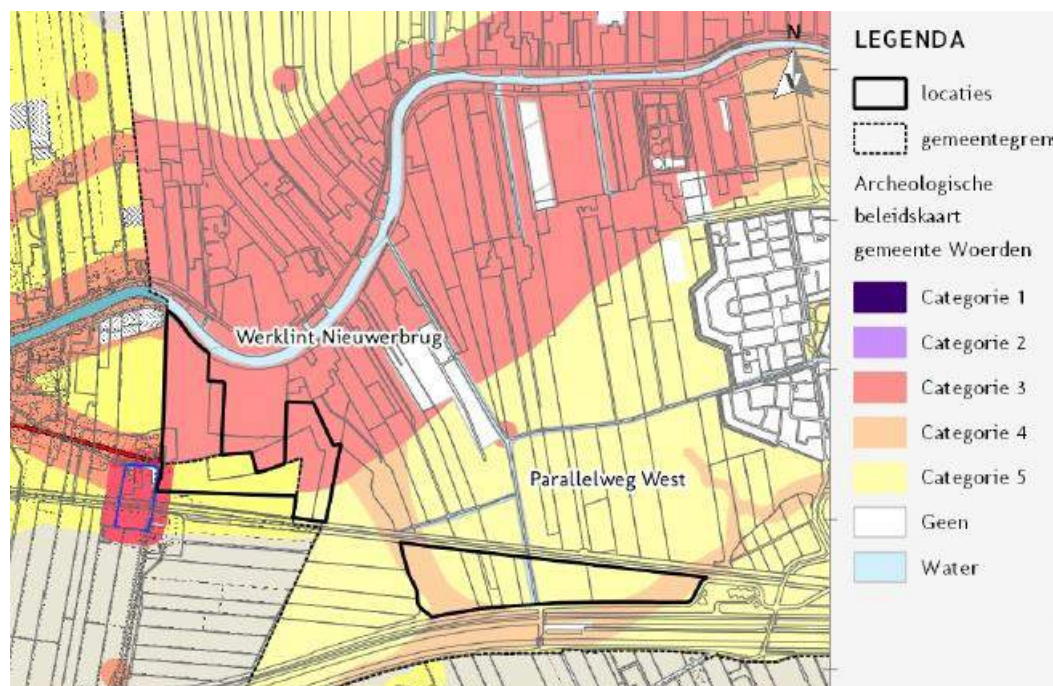 N
LEGENDA
locaties
gemeentegrens
Archeologische
beleidskaart
gemeente Woerden
Categorie 1
Categorie 2
Categorie 3
Categorie 4
Categorie 5
Geen
Water
Werklint Nieuwerbrug
Parallelweg West